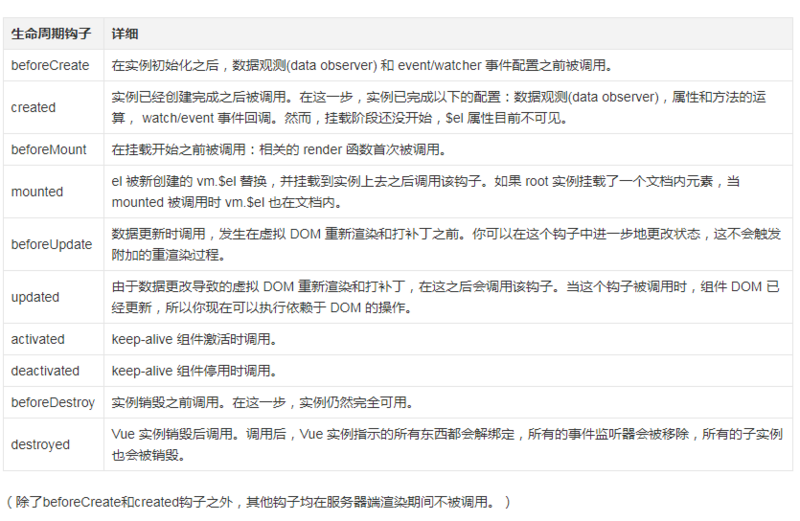 生命周期钩子 详细
beforeCreate 在实例初始化之后，数据观测(data observer) 和 event/watcher 事件配置之前被调用。
created 实例已经创建完成之后被调用。在这一步，实例已完成以下的配置：数据观测(data observer)，属性和方法的运
算， watch/event 事件回调。然而，挂载阶段还没开始，$el 属性目前不可见。
beforeMount 在挂载开始之前被调用：相关的 render 函数首次被调用。
mounted el 被新创建的 vm.$el 替换，并挂载到实例上去之后调用该钩子。如果 root 实例挂载了一个文档内元素，当
mounted 被调用时 vm.$el 也在文档内。
beforeUpdate 数据更新时调用，发生在虚拟 DOM 重新渲染和打补丁之前。你可以在这个钩子中进一步地更改状态，这不会触发
附加的重渲染过程。
updated 由于数据更改导致的虚拟 DOM 重新渲染和打补丁，在这之后会调用该钩子。当这个钩子被调用时，组件 DOM 已
经更新，所以你现在可以执行依赖于 DOM 的操作。
activated keep-alive 组件激活时调用。
deactivated keep-alive 组件停用时调用。
beforeDestroy 实例销毁之前调用。在这一步，实例仍然完全可用。
destroyed Vue 实例销毁后调用。调用后，Vue 实例指示的所有东西都会解绑定，所有的事件监听器会被移除，所有的子实例
也会被销毁。
（除了beforeCreate和created钩子之外，其他钩子均在服务器端渲染期间不被调用。）